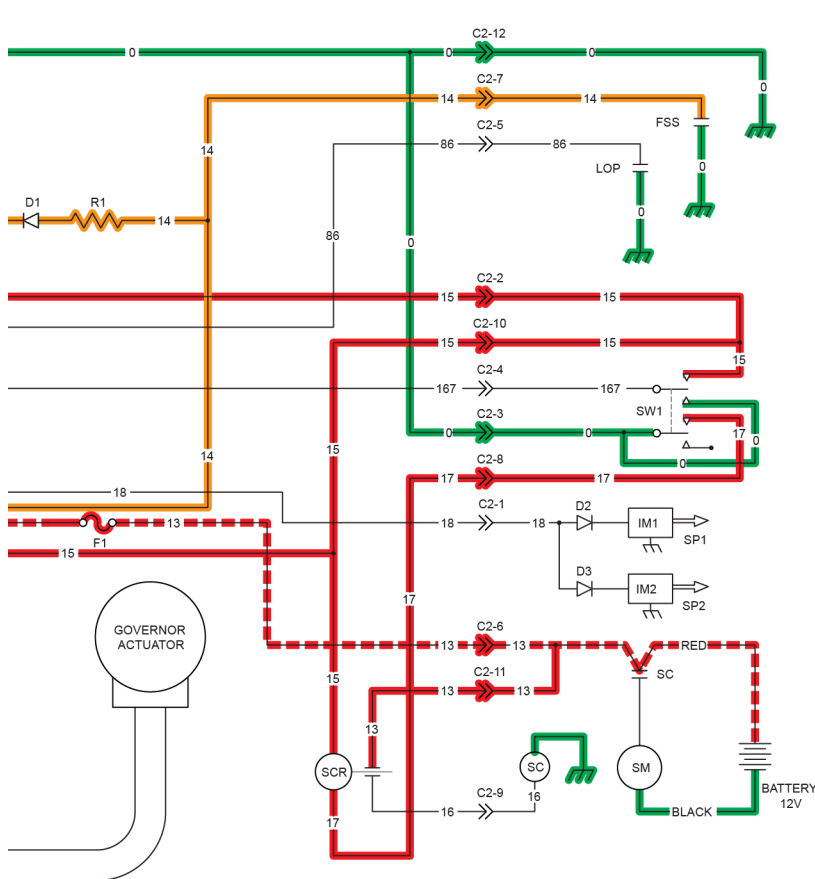 C2-12
0 0 0
0
C2-7
14 14 14
FSS
C2-5
86 86
14
LOP
0
D1 R1
14
0
86
0
C2-2
15 15
C2-10
15 15
15
C2-4
167 167
SW1
C2-3
0 0
17
0
15
14
0
C2-8
17 17
18
C2-1
18 18
D2
IM1
SP1
13
F1
15
D3
IM2
SP2
17
GOVERNOR
ACTUATOR
C2-6
13 13
RED
C2-11
13 13
SC
15
13
SCR
SC
SM
BATTERY
12V
C2-9
16
16
BLACK
17